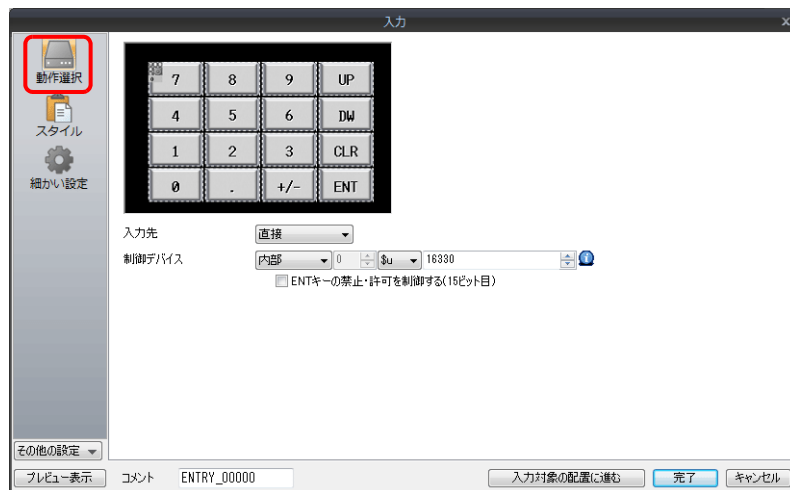 入力
動作選択
スタイル
細かい設定
7 8 9 UP
4 5 6 DW
1 2 3 CLR
0 . +/- ENT
入力先 直接
制御デバイス 内部 0 $u 16330
ENTキーの禁止・許可を制御する(15ビット目)
その他の設定
プレビュー表示 コメント ENTRY_00000 入力対象の配置に進む 完了 キャンセル